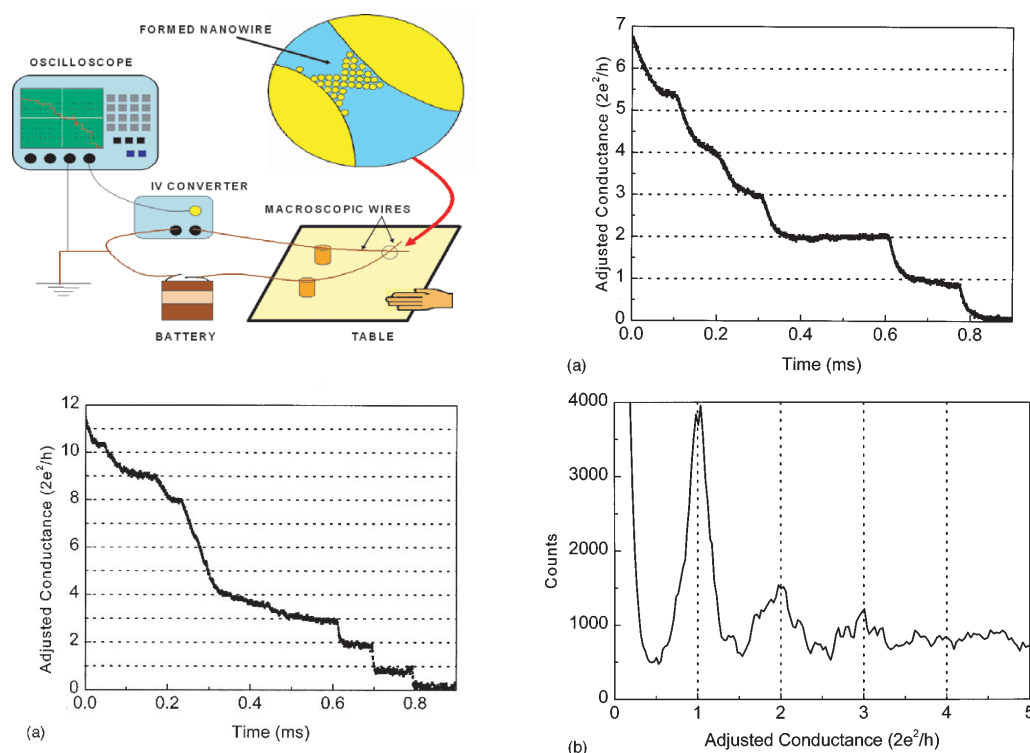 FORMED NANOWIRE
OSCILLOSCOPE
IV CONVERTER
MACROSCOPIC WIRES
BATTERY
TABLE
7
6
5
4
3
2
1
0
Adjusted Conductance (2e²/h)
0.0 0.2 0.4 0.6 0.8
(a) Time (ms)
12
10
8
6
4
2
0
Adjusted Conductance (2e²/h)
0.0 0.2 0.4 0.6 0.8
(a) Time (ms)
4000
3000
2000
1000
0
Counts
0 1 2 3 4 5
(b) Adjusted Conductance (2e²/h)